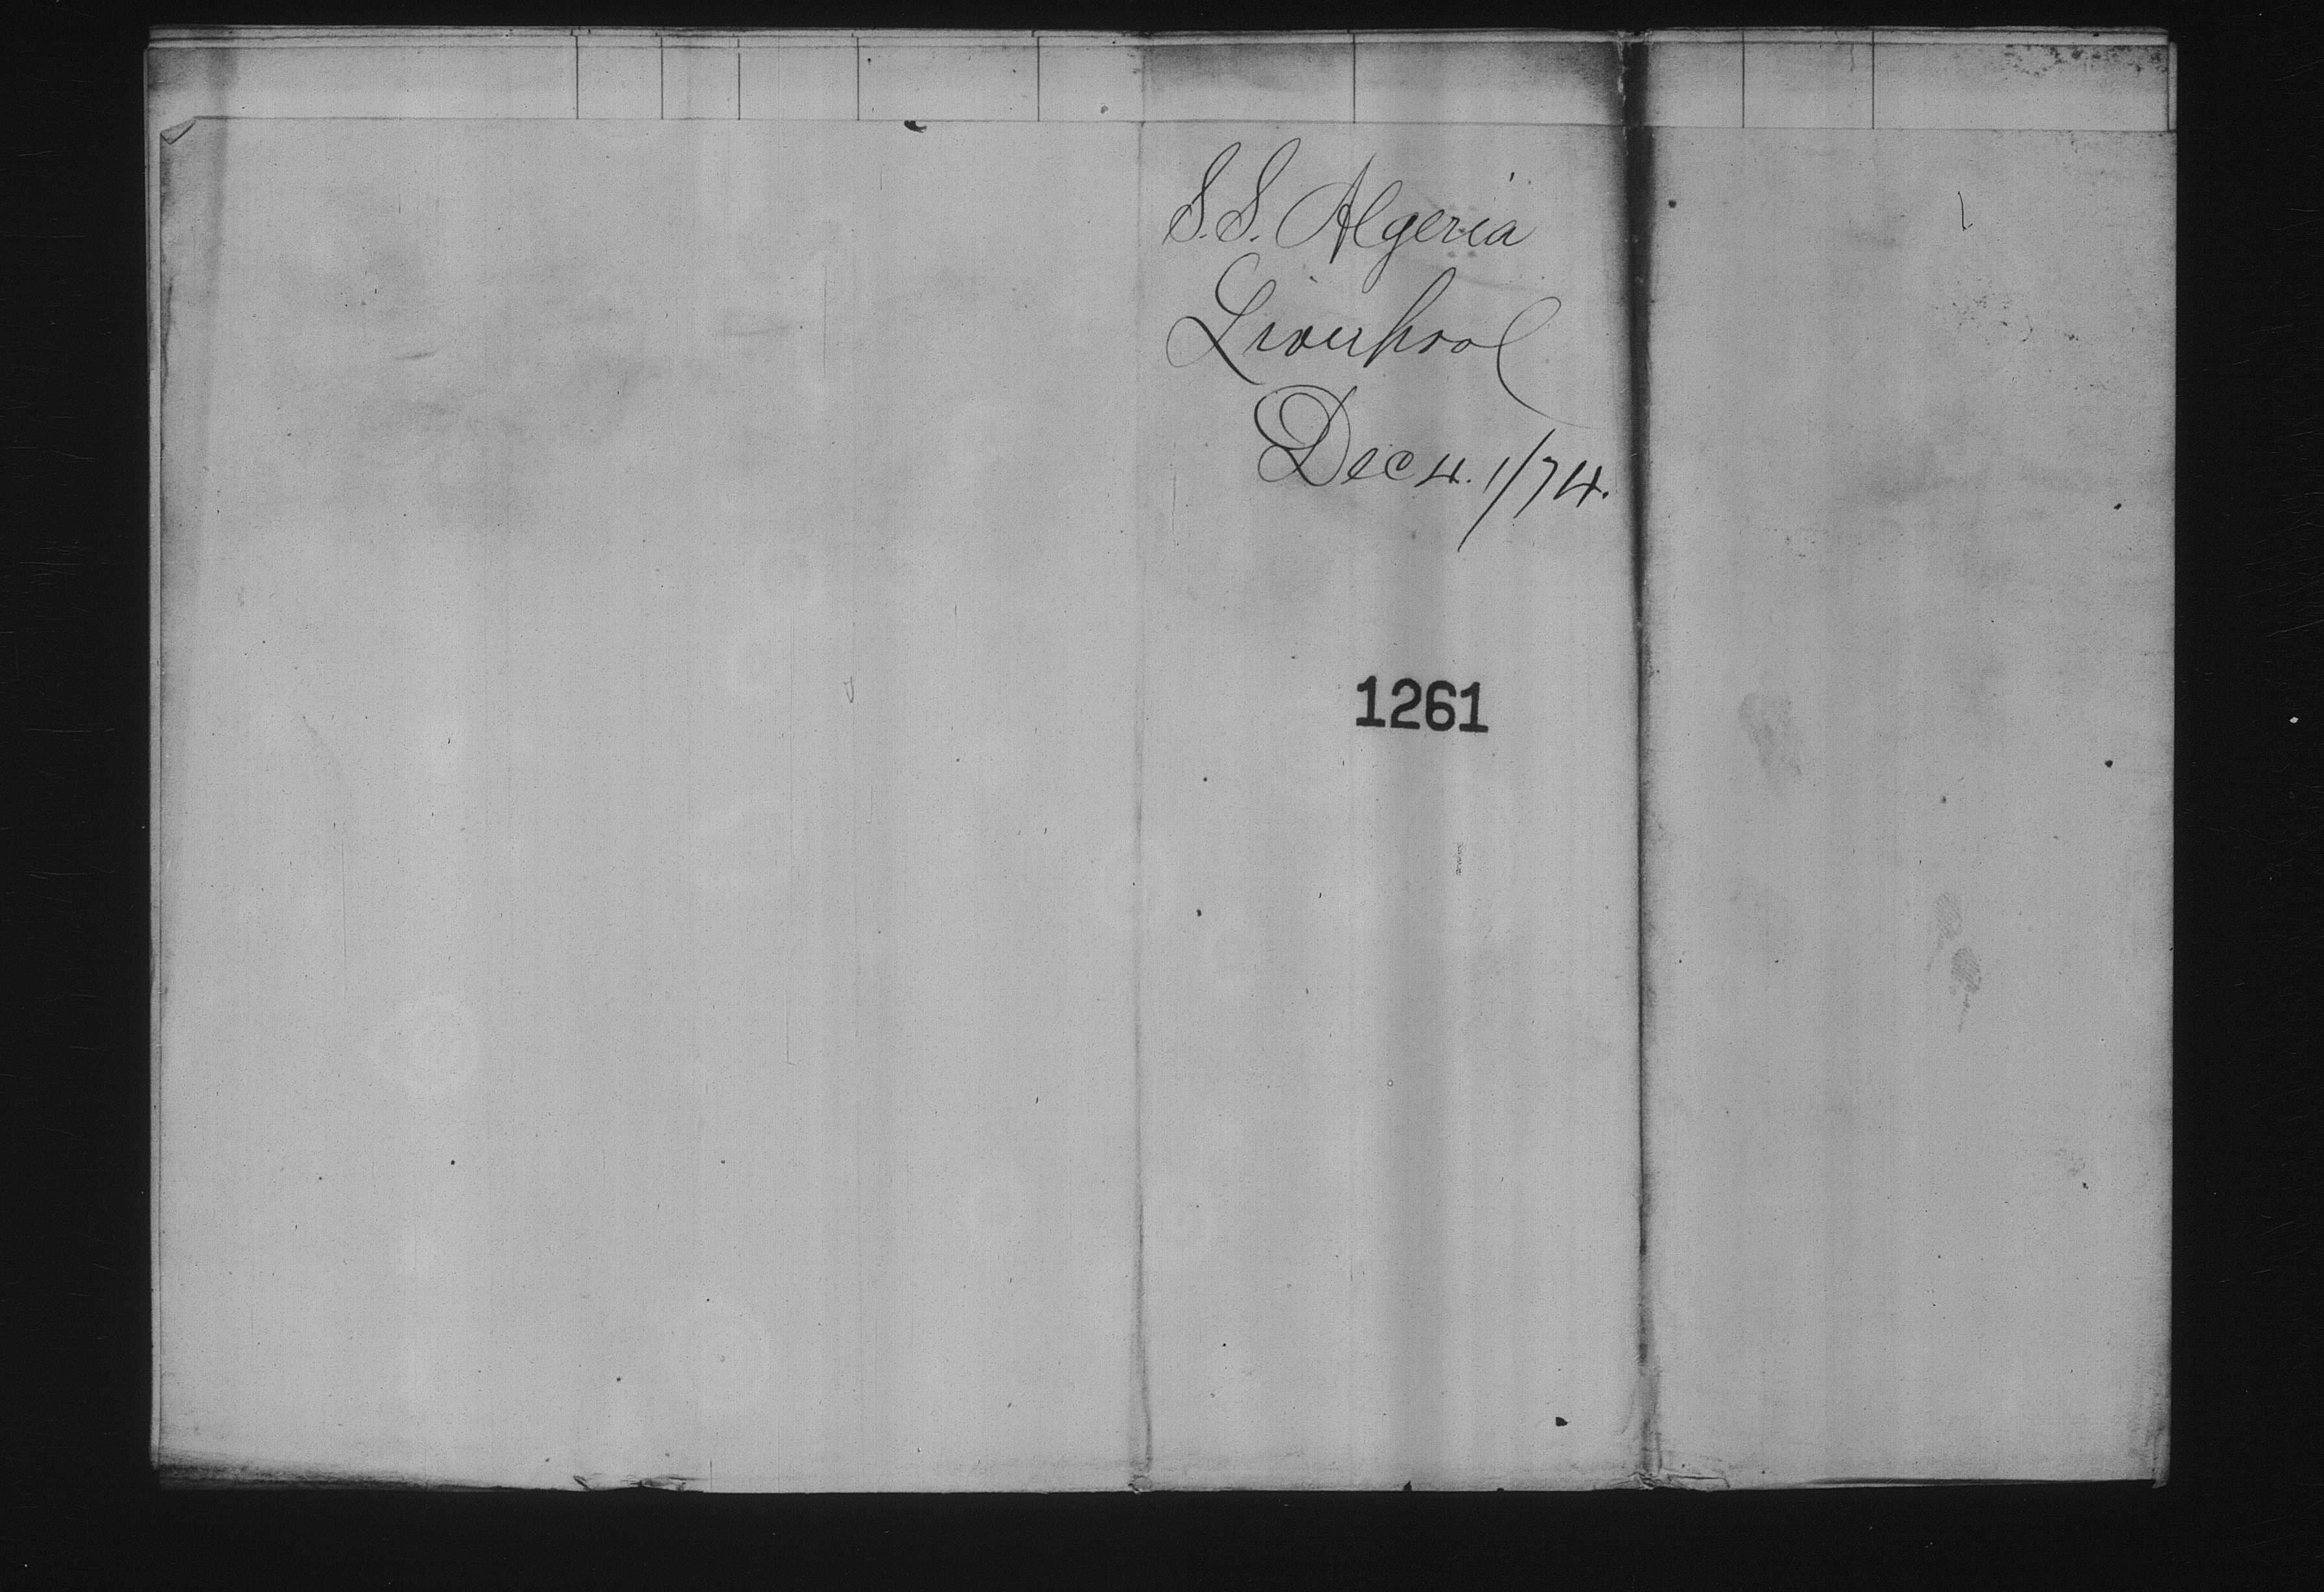 S.S. Algeria
Liverpool
Dec 4. 1/74.
1261